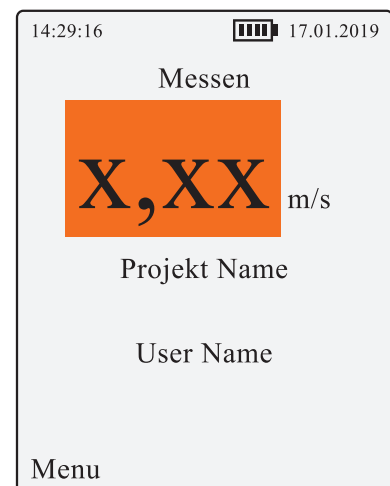 14:29:16 17.01.2019
Messen
x,xx m/s
Projekt Name
User Name
Menu